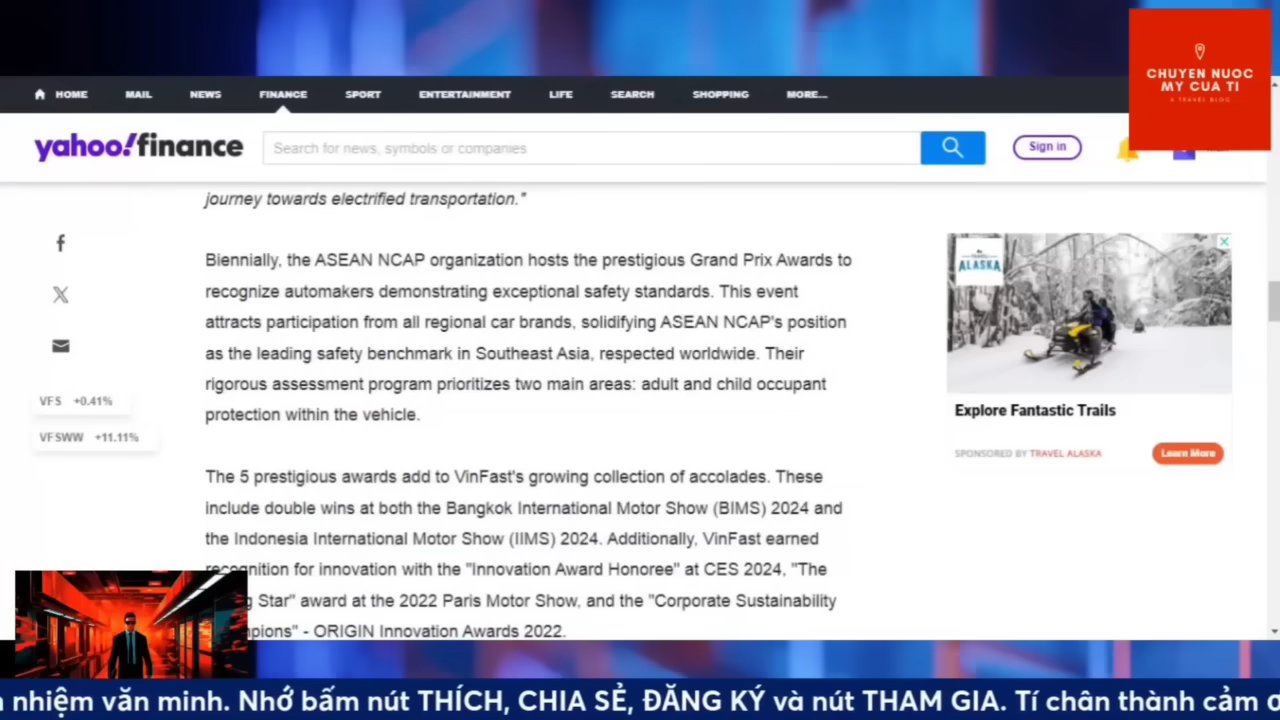 HOME MAIL NEWS FINANCE SPORT ENTERTAINMENT LIFE SEARCH SHOPPING MORE...
CHUYEN NUOC
MY CUA TI
A TRAVEL BLOG
yahoo!finance
Search for news, symbols or companies
Sign in
journey towards electrified transportation."
Biennially, the ASEAN NCAP organization hosts the prestigious Grand Prix Awards to
recognize automakers demonstrating exceptional safety standards. This event
attracts participation from all regional car brands, solidifying ASEAN NCAP's position
as the leading safety benchmark in Southeast Asia, respected worldwide. Their
rigorous assessment program prioritizes two main areas: adult and child occupant
protection within the vehicle.
VFS +0.41%
VFSWW +11.11%
ALASKA
Explore Fantastic Trails
SPONSORED BY TRAVEL ALASKA
Learn More
The 5 prestigious awards add to VinFast's growing collection of accolades. These
include double wins at both the Bangkok International Motor Show (BIMS) 2024 and
the Indonesia International Motor Show (IIMS) 2024. Additionally, VinFast earned
recognition for innovation with the "Innovation Award Honoree" at CES 2024, "The
Star" award at the 2022 Paris Motor Show, and the "Corporate Sustainability
- ORIGIN Innovation Awards 2022.
nhiệm văn minh. Nhớ bấm nút THÍCH, CHIA SẺ, ĐĂNG KÝ và nút THAM GIA. Tí chân thành cảm